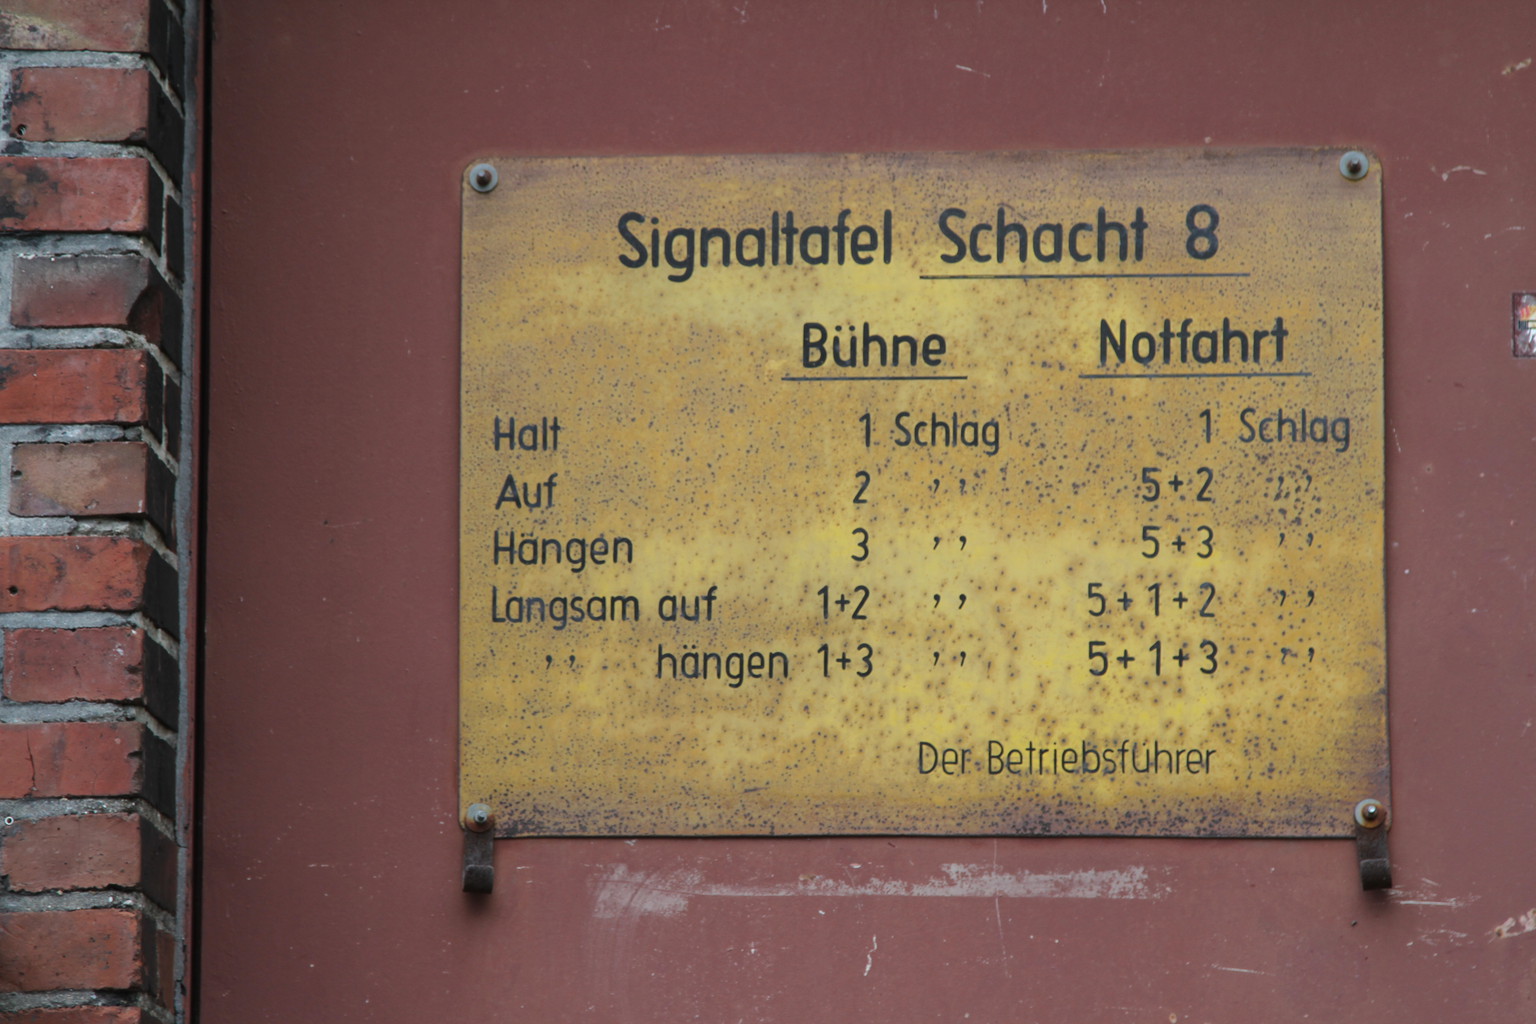 Signaltafel Schacht 8
Bühne Notfahrt
Halt 1 Schlag 1 Schlag
Auf 2 ,, 5+2 ,,
Hängen 3 ,, 5+3 ,,
Langsam auf 1+2 ,, 5+1+2 ,,
,, hängen 1+3 ,, 5+1+3 ,,
Der Betriebsführer